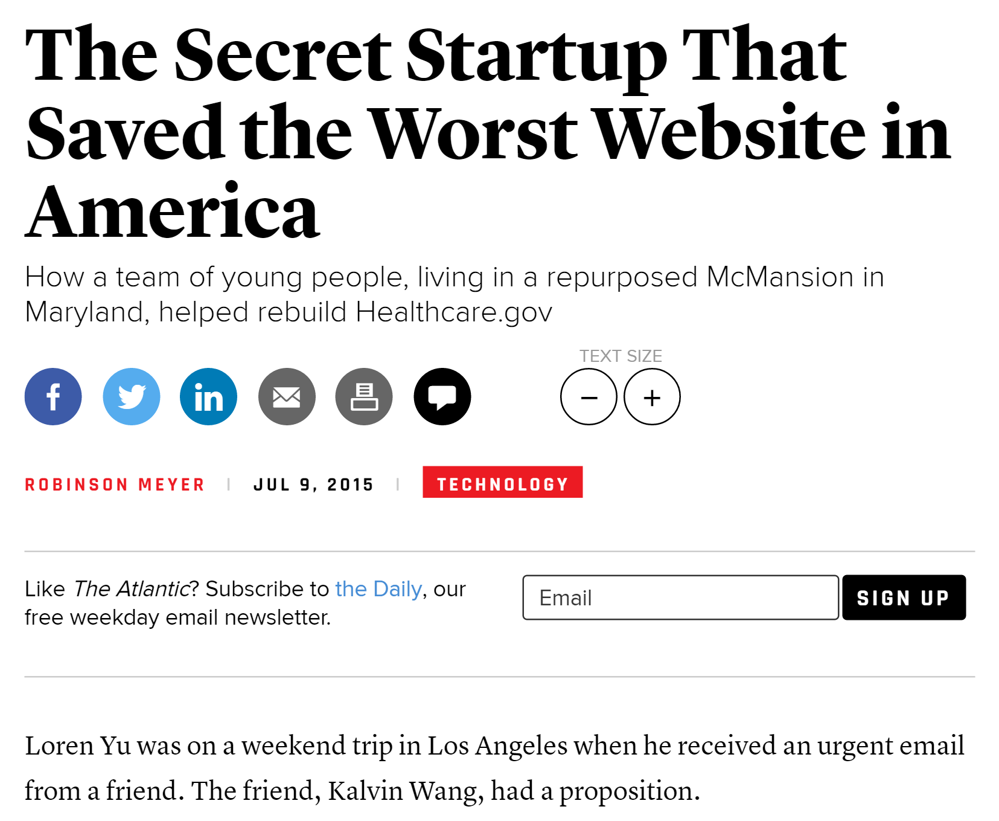 The Secret Startup That
Saved the Worst Website in
America
How a team of young people, living in a repurposed McMansion in
Maryland, helped rebuild Healthcare.gov
f
in
TEXT SIZE
− +
ROBINSON MEYER | JUL 9, 2015 | TECHNOLOGY
Like The Atlantic? Subscribe to the Daily, our
free weekday email newsletter.
Email
SIGN UP
Loren Yu was on a weekend trip in Los Angeles when he received an urgent email
from a friend. The friend, Kalvin Wang, had a proposition.